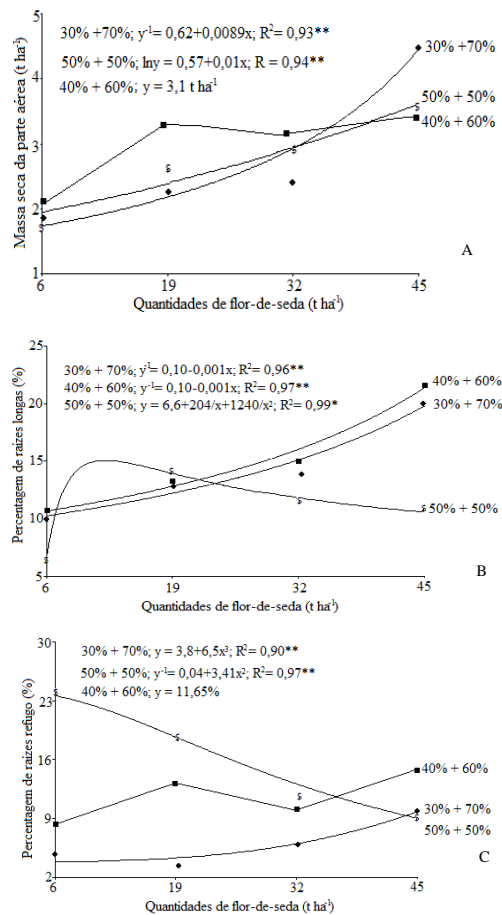 30% +70%; y⁻¹ = 0,62+0,0089x; R²= 0,93**
50% + 50%; lny = 0,57+0,01x; R = 0,94**
40% + 60%; y = 3,1 t ha⁻¹
Massa seca da parte aérea (t ha⁻¹)
5
4
3
2
1
30% +70%
50% + 50%
40% + 60%
6
19
32
45
Quantidades de flor-de-seda (t ha⁻¹)
A
30% + 70%; y⁻¹= 0,10-0,001x; R²= 0,96**
40% + 60%; y⁻¹= 0,10-0,001x; R²= 0,97**
50% + 50%; y = 6,6+204/x+1240/x²; R²= 0,99*
Percentagem de raízes longas (%)
25
20
15
10
5
40% + 60%
30% + 70%
50% + 50%
6
19
32
45
Quantidades de flor-de-seda (t ha⁻¹)
B
30% + 70%; y = 3,8+6,5x³; R²= 0,90**
50% + 50%; y⁻¹= 0,04+3,41x²; R²= 0,97**
40% + 60%; y = 11,65%
Percentagem de raízes refugo (%)
30
23
16
9
2
40% + 60%
30% + 70%
50% + 50%
6
19
32
45
Quantidades de flor-de-seda (t ha⁻¹)
C